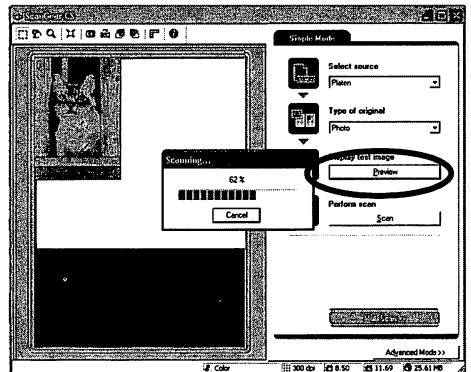 ScanGear CS
Simple Mode
Select source
Platen
Type of original
Photo
Display test image
Preview
Scanning...
62 %
Cancel
Perform scan
Scan
Advanced Mode >>
Color
300 dpi
8.50
11.69
25.61 MB